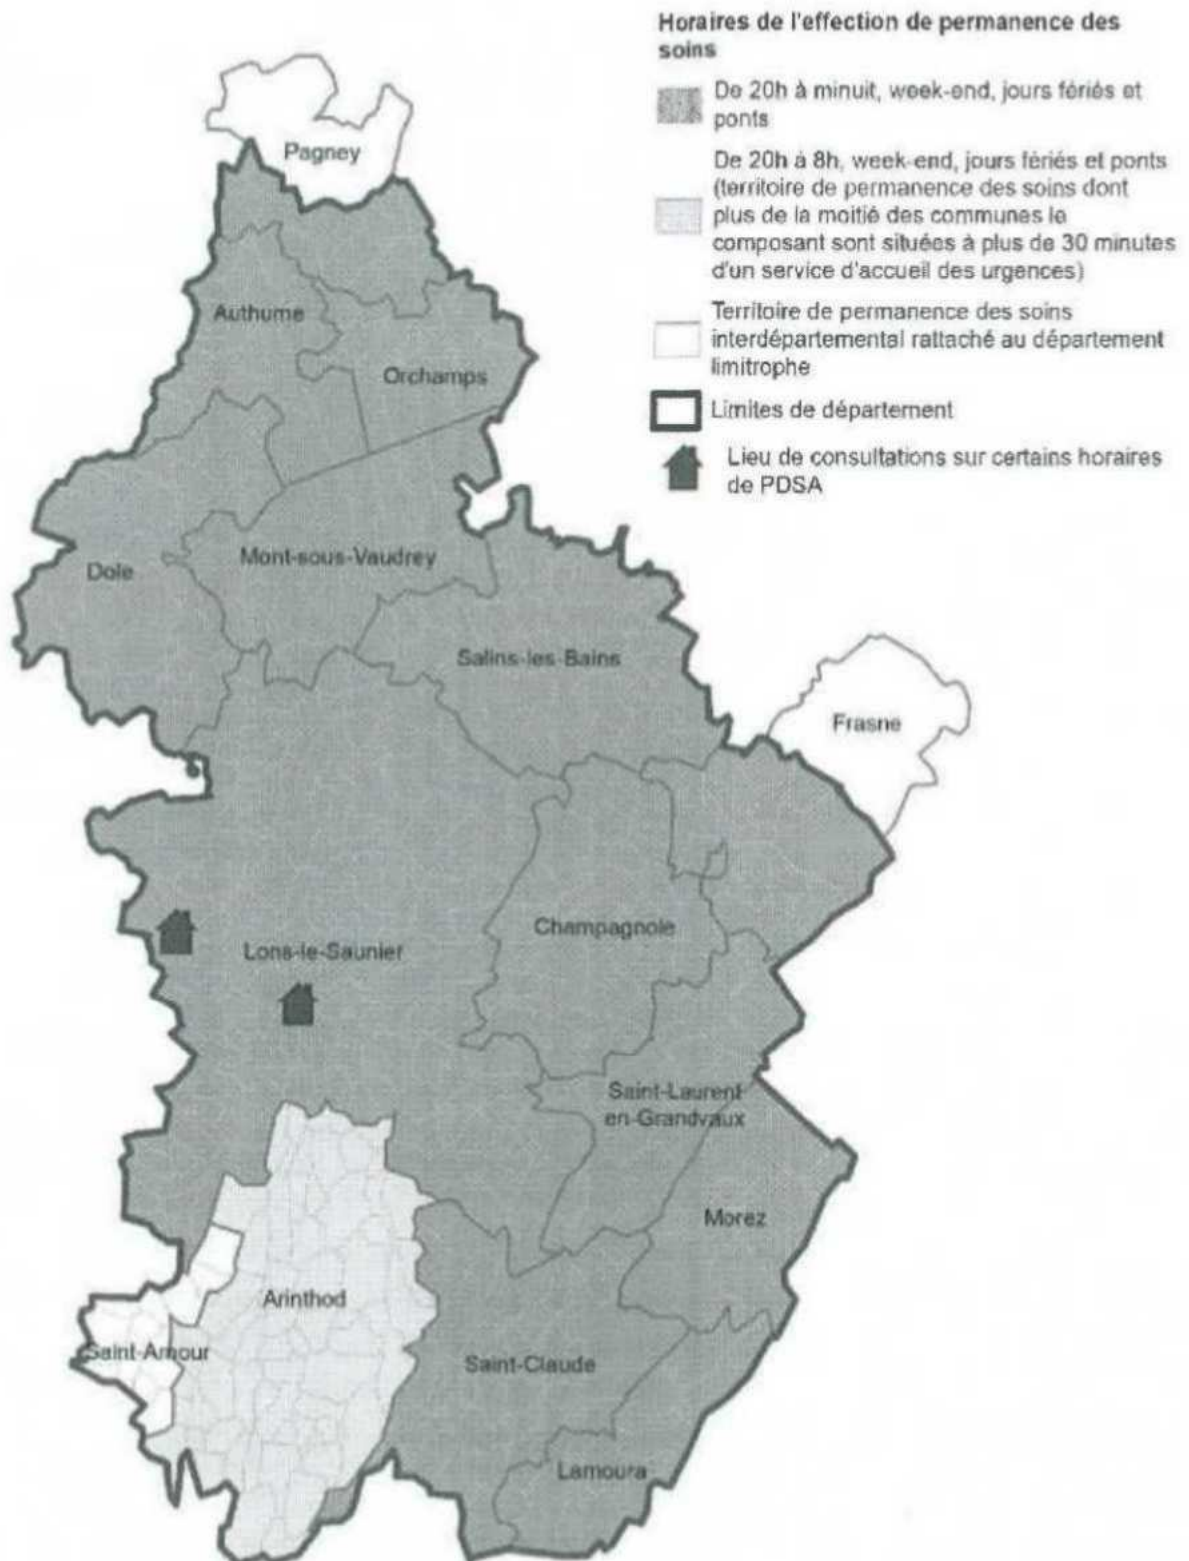 Horaires de l'effection de permanence des
soins
De 20h à minuit, week-end, jours fériés et
ponts
De 20h à 8h, week-end, jours fériés et ponts
(territoire de permanence des soins dont
plus de la moitié des communes le
composant sont situées à plus de 30 minutes
d'un service d'accueil des urgences)
Territoire de permanence des soins
interdépartemental rattaché au département
limitrophe
Limites de département
Lieu de consultations sur certains horaires
de PDSA
Pagney
Authume
Orchamps
Mont-sous-Vaudrey
Dole
Salins-les-Bains
Frasne
Champagnole
Lons-le-Saunier
Saint-Laurent-
en-Grandvaux
Morez
Arinthod
Saint-Amour
Saint-Claude
Lamoura